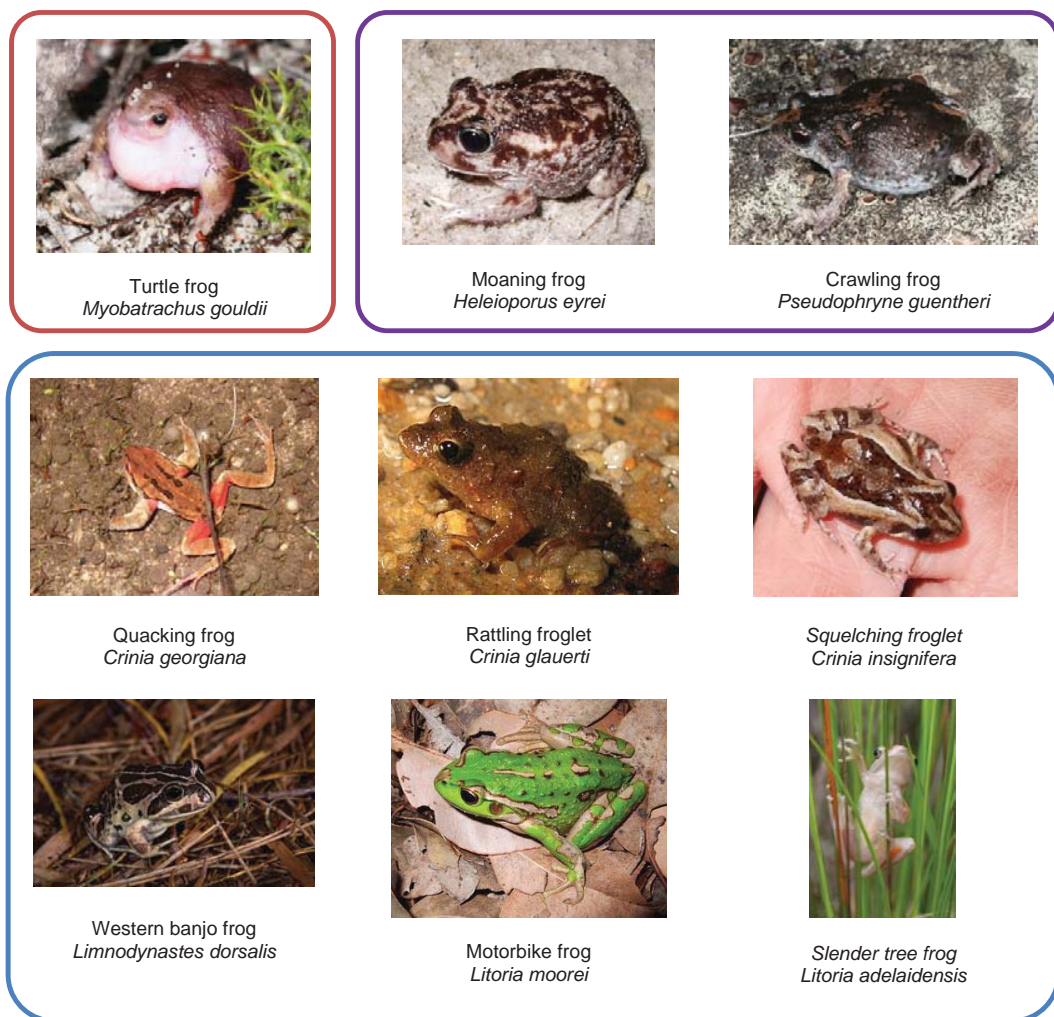 Turtle frog
Myobatrachus gouldii
Moaning frog
Heleioporus eyrei
Crawling frog
Pseudophryne guentheri
Quacking frog
Crinia georgiana
Rattling froglet
Crinia glauerti
Squelching froglet
Crinia insignifera
Western banjo frog
Limnodynastes dorsalis
Motorbike frog
Litoria moorei
Slender tree frog
Litoria adelaidensis